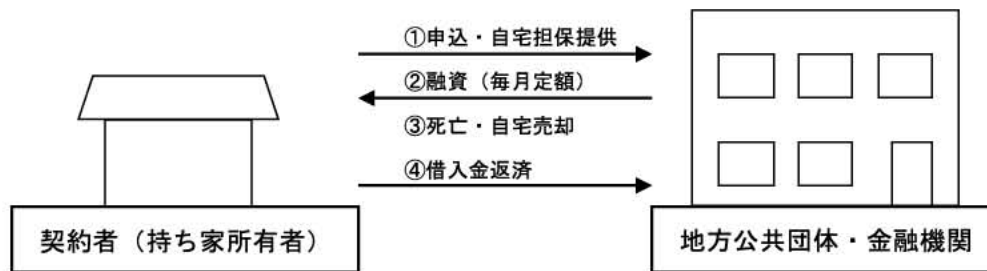 ①申込・自宅担保提供
②融資（毎月定額）
③死亡・自宅売却
④借入金返済
契約者（持ち家所有者）
地方公共団体・金融機関